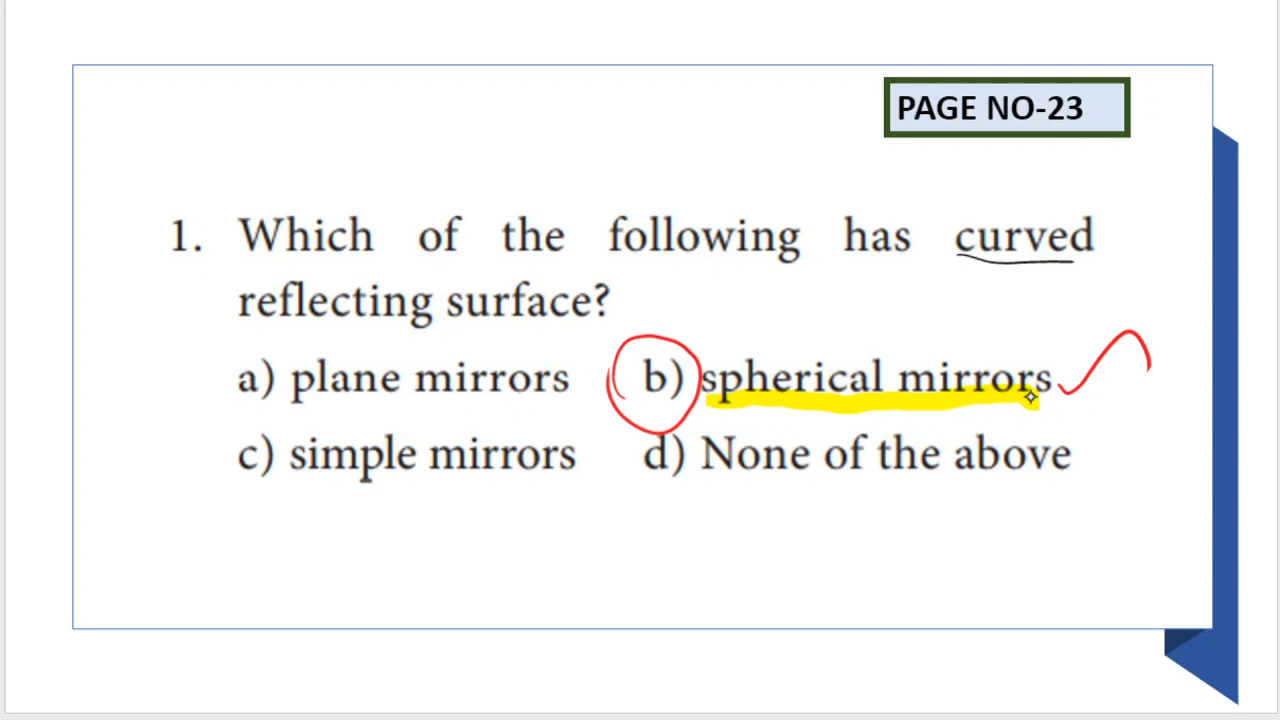 PAGE NO-23
1. Which of the following has curved
reflecting surface?
a) plane mirrors b) spherical mirrors
c) simple mirrors d) None of the above